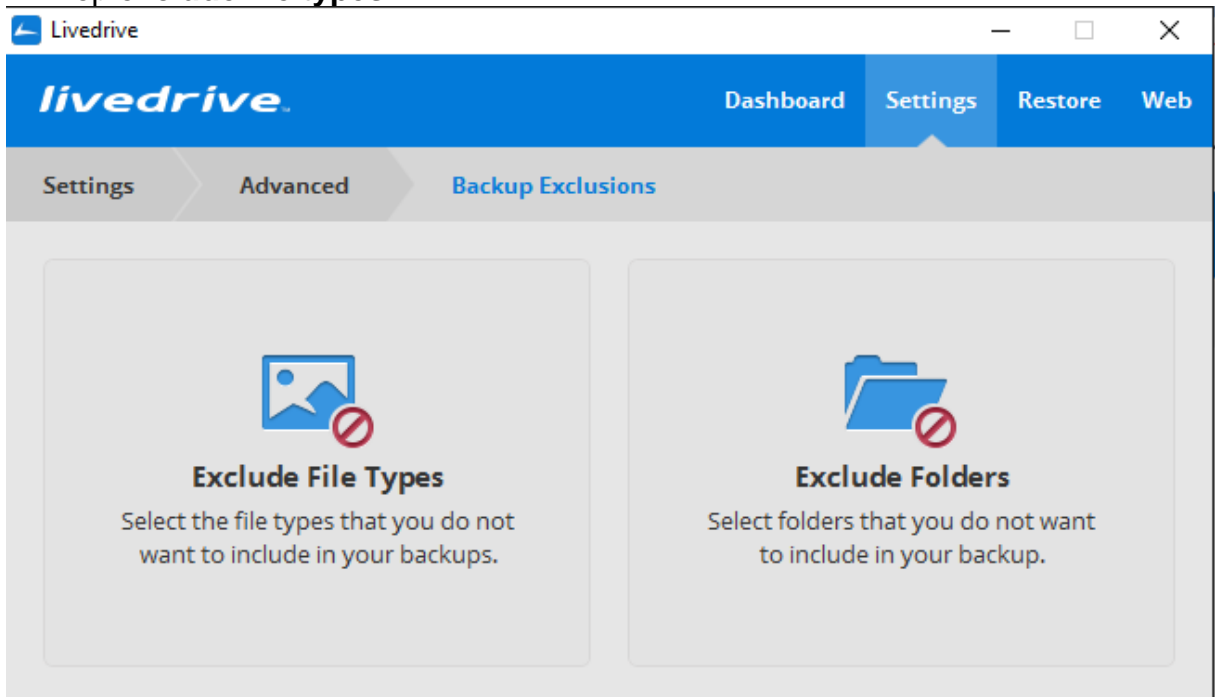 types
Livedrive
livedrive
Dashboard Settings Restore Web
Settings Advanced Backup Exclusions
Exclude File Types
Select the file types that you do not
want to include in your backups.
Exclude Folders
Select folders that you do not want
to include in your backup.